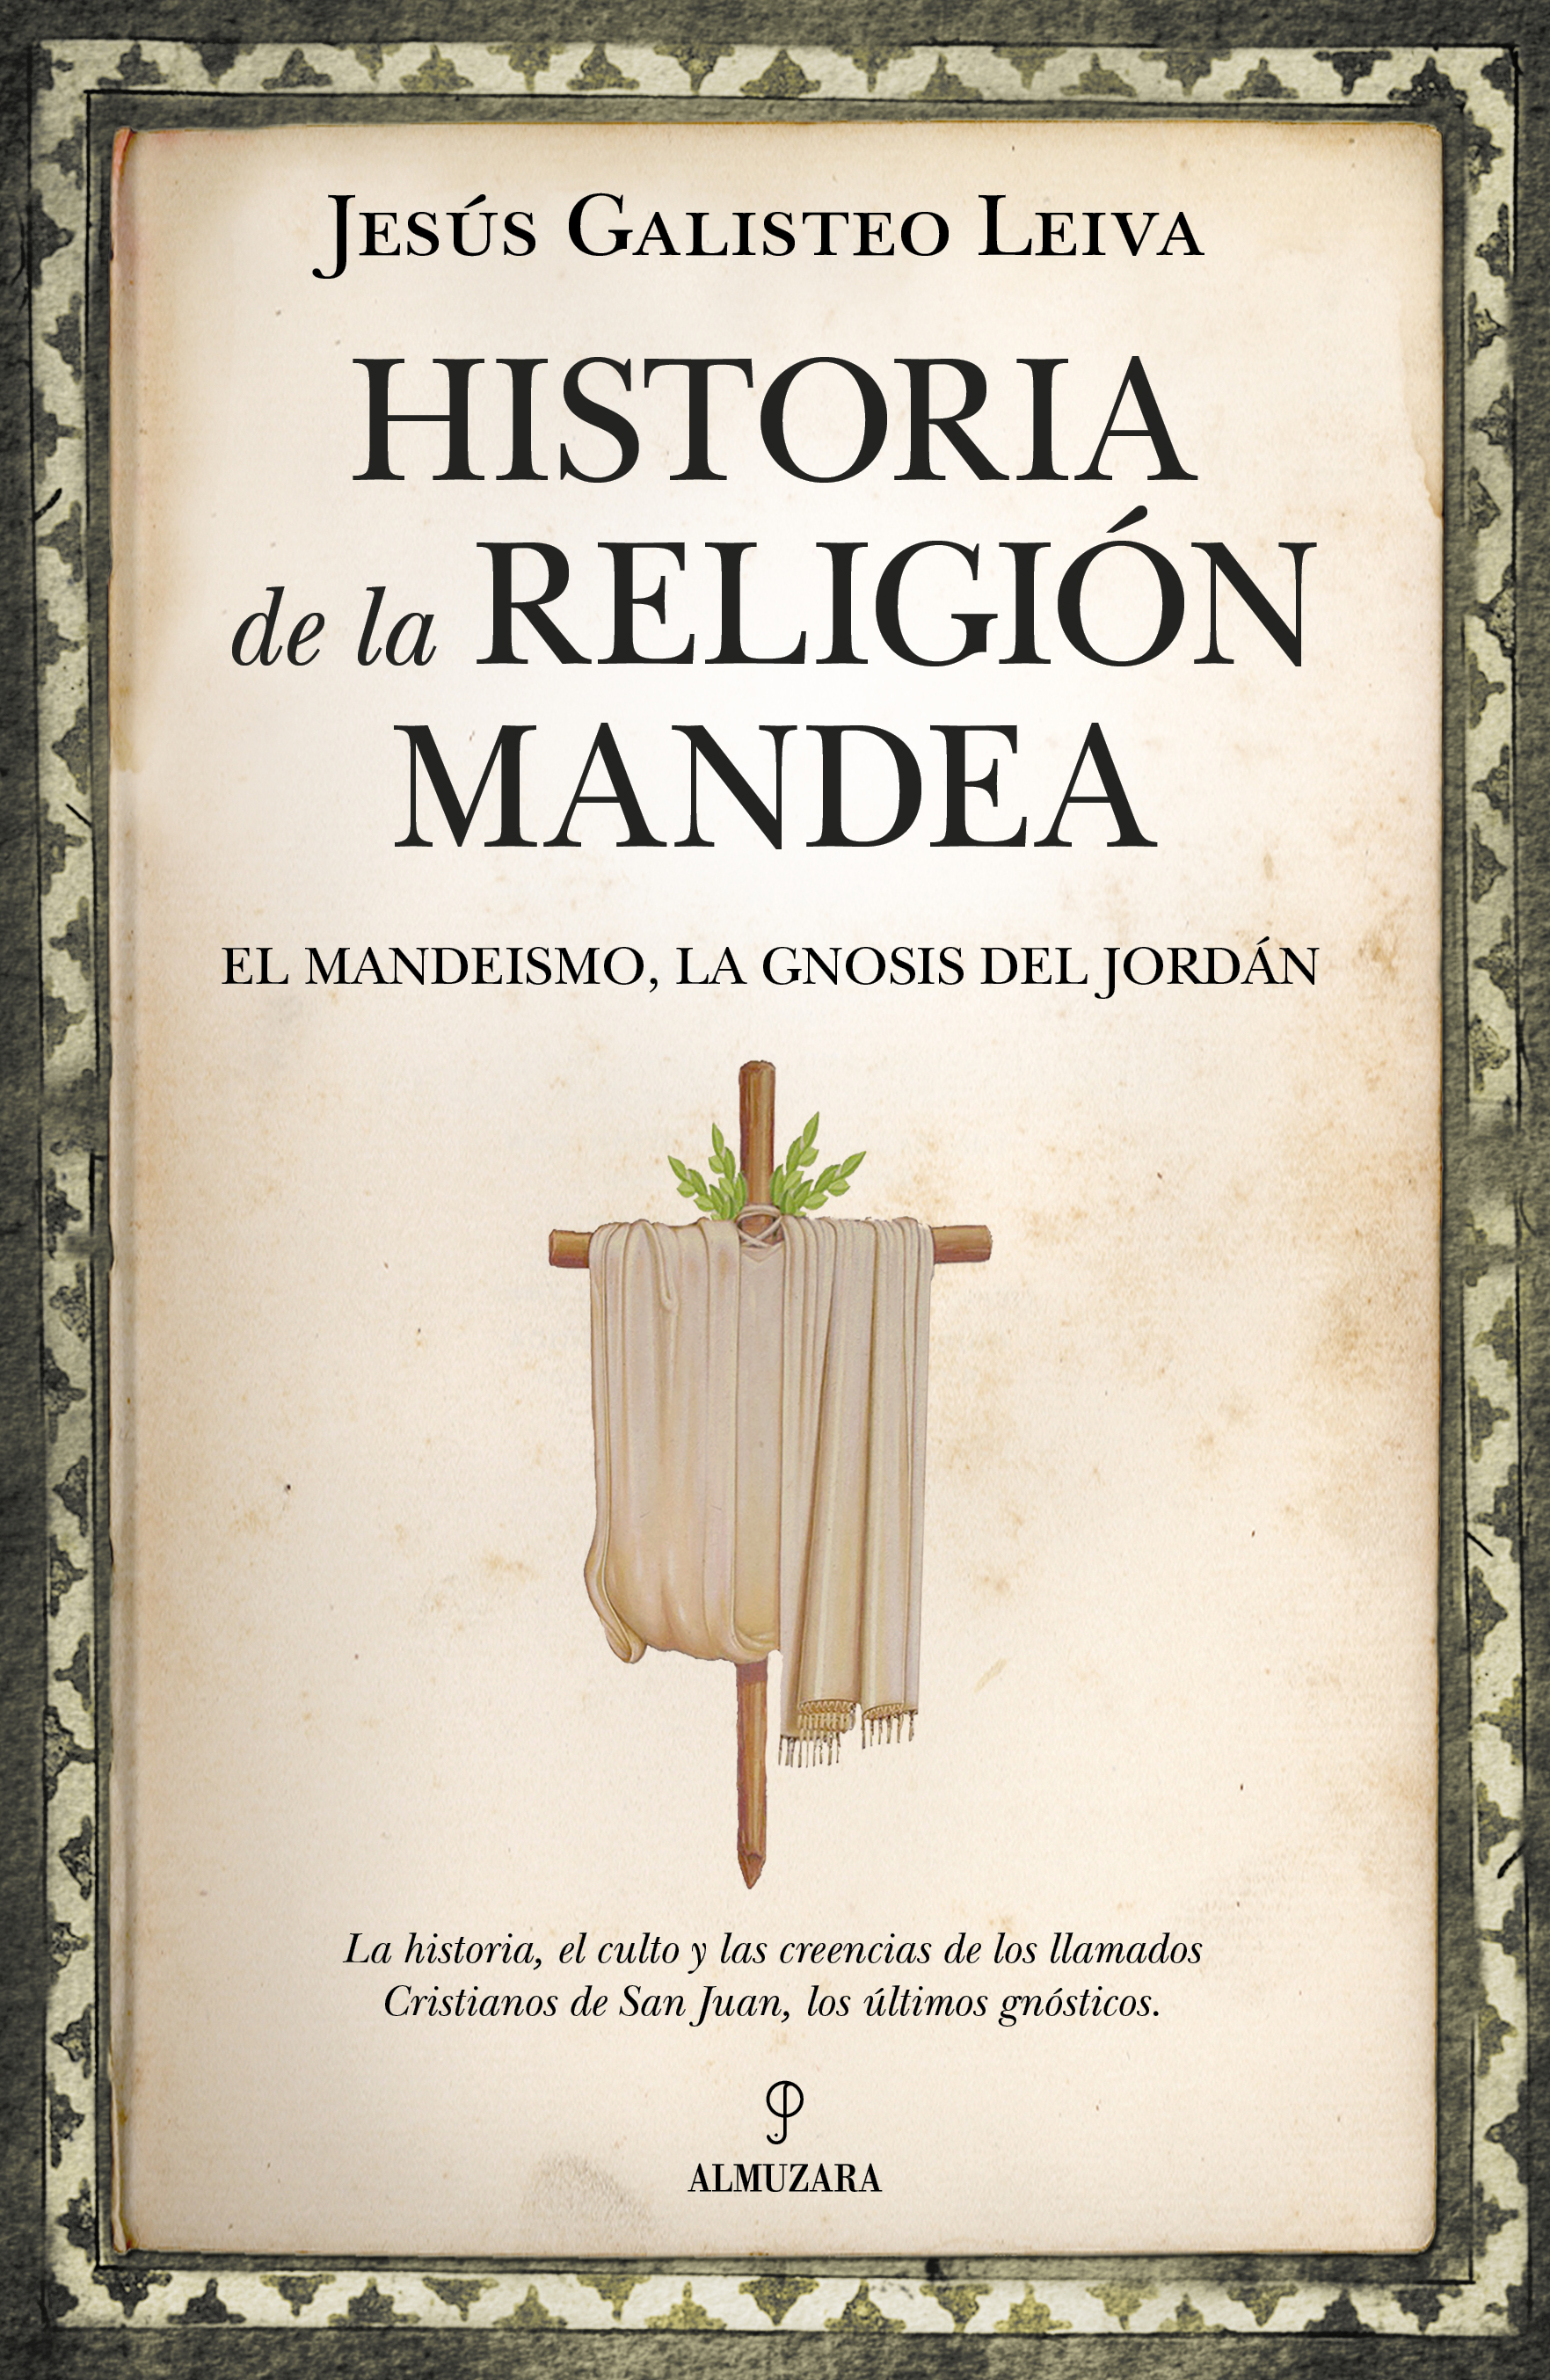 JESÚS GALISTEO LEIVA
HISTORIA
de la RELIGIÓN
MANDEA
EL MANDEISMO, LA GNOSIS DEL JORDÁN
La historia, el culto y las creencias de los llamados
Cristianos de San Juan, los últimos gnósticos.
ALMUZARA